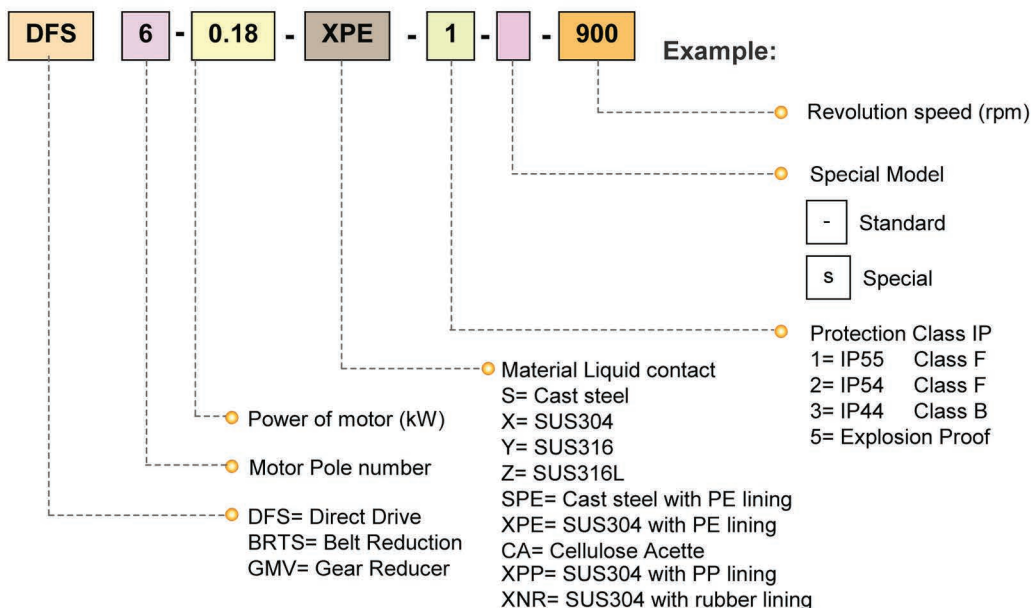 DFS 6 - 0.18 - XPE - 1 - - 900
Example:
Revolution speed (rpm)
Special Model
- Standard
s Special
Protection Class IP
1= IP55 Class F
2= IP54 Class F
3= IP44 Class B
5= Explosion Proof
Material Liquid contact
S= Cast steel
X= SUS304
Y= SUS316
Z= SUS316L
SPE= Cast steel with PE lining
XPE= SUS304 with PE lining
CA= Cellulose Acette
XPP= SUS304 with PP lining
XNR= SUS304 with rubber lining
Power of motor (kW)
Motor Pole number
DFS= Direct Drive
BRTS= Belt Reduction
GMV= Gear Reducer